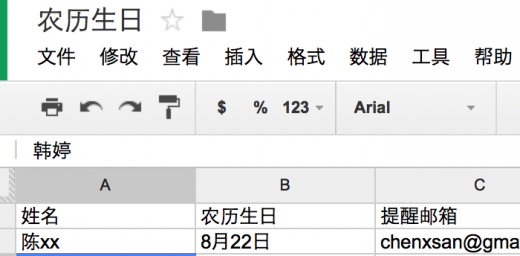 农历生日
文件 修改 查看 插入 格式 数据 工具 帮助
$ % 123 Arial
韩婷
A B C
姓名 农历生日 提醒邮箱
陈xx 8月22日 chenxsan@gma